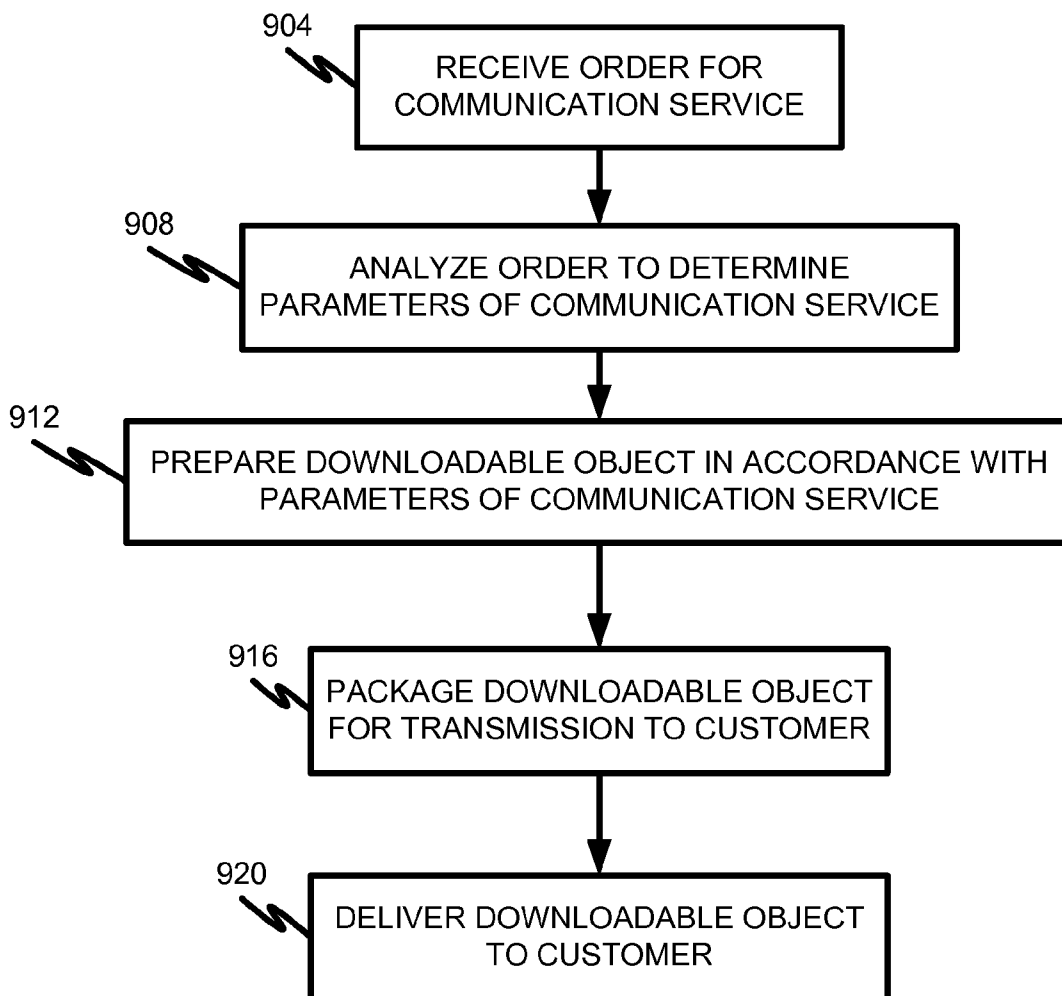 904
RECEIVE ORDER FOR
COMMUNICATION SERVICE
908
ANALYZE ORDER TO DETERMINE
PARAMETERS OF COMMUNICATION SERVICE
912
PREPARE DOWNLOADABLE OBJECT IN ACCORDANCE WITH
PARAMETERS OF COMMUNICATION SERVICE
916
PACKAGE DOWNLOADABLE OBJECT
FOR TRANSMISSION TO CUSTOMER
920
DELIVER DOWNLOADABLE OBJECT
TO CUSTOMER